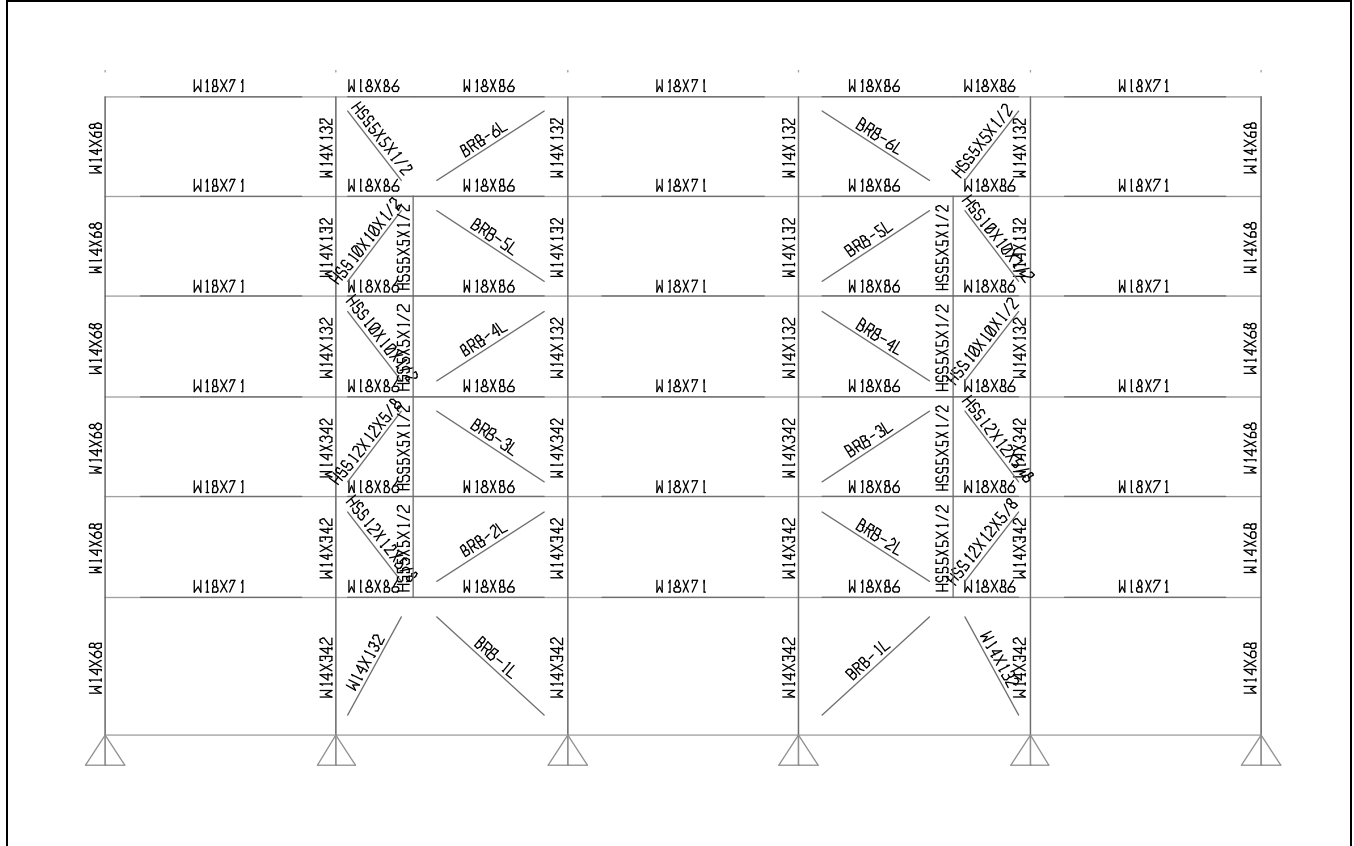 W18X71 W18X86 W18X86 W18X71 W18X86 W18X86 W18X71
W14X68 W14X132 HSS5X5X1/2 BRB-6L W14X132 W14X132 BRB-6L HSS5X5X1/2 W14X132 W14X68
W18X71 W18X86 W18X86 W18X71 W18X86 W18X86 W18X71
W14X68 W14X132 HSS10X10X1/2 HSS5X5X1/2 BRB-5L W14X132 W14X132 BRB-5L HSS5X5X1/2 HSS10X10X1/2 W14X132 W14X68
W18X71 W18X86 W18X86 W18X71 W18X86 W18X86 W18X71
W14X68 W14X132 HSS10X10X1/2 HSS5X5X1/2 BRB-4L W14X132 W14X132 BRB-4L HSS5X5X1/2 HSS10X10X1/2 W14X132 W14X68
W18X71 W18X86 W18X86 W18X71 W18X86 W18X86 W18X71
W14X68 W14X342 HSS12X12X5/8 HSS5X5X1/2 BRB-3L W14X342 W14X342 BRB-3L HSS5X5X1/2 HSS12X12X5/8 W14X342 W14X68
W18X71 W18X86 W18X86 W18X71 W18X86 W18X86 W18X71
W14X68 W14X342 HSS12X12X5/8 HSS5X5X1/2 BRB-2L W14X342 W14X342 BRB-2L HSS5X5X1/2 HSS12X12X5/8 W14X342 W14X68
W18X71 W18X86 W18X86 W18X71 W18X86 W18X86 W18X71
W14X68 W14X342 W14X132 BRB-1L W14X342 W14X342 BRB-1L W14X132 W14X342 W14X68